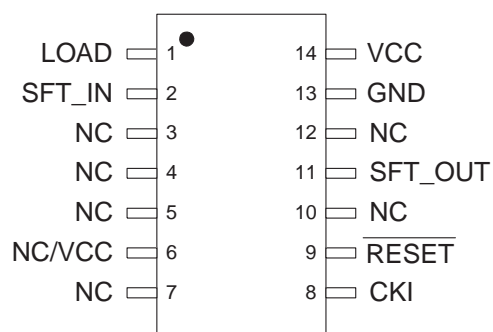 LOAD 1 14 VCC
SFT_IN 2 13 GND
NC 3 12 NC
NC 4 11 SFT_OUT
NC 5 10 NC
NC/VCC 6 9 RESET
NC 7 8 CKI